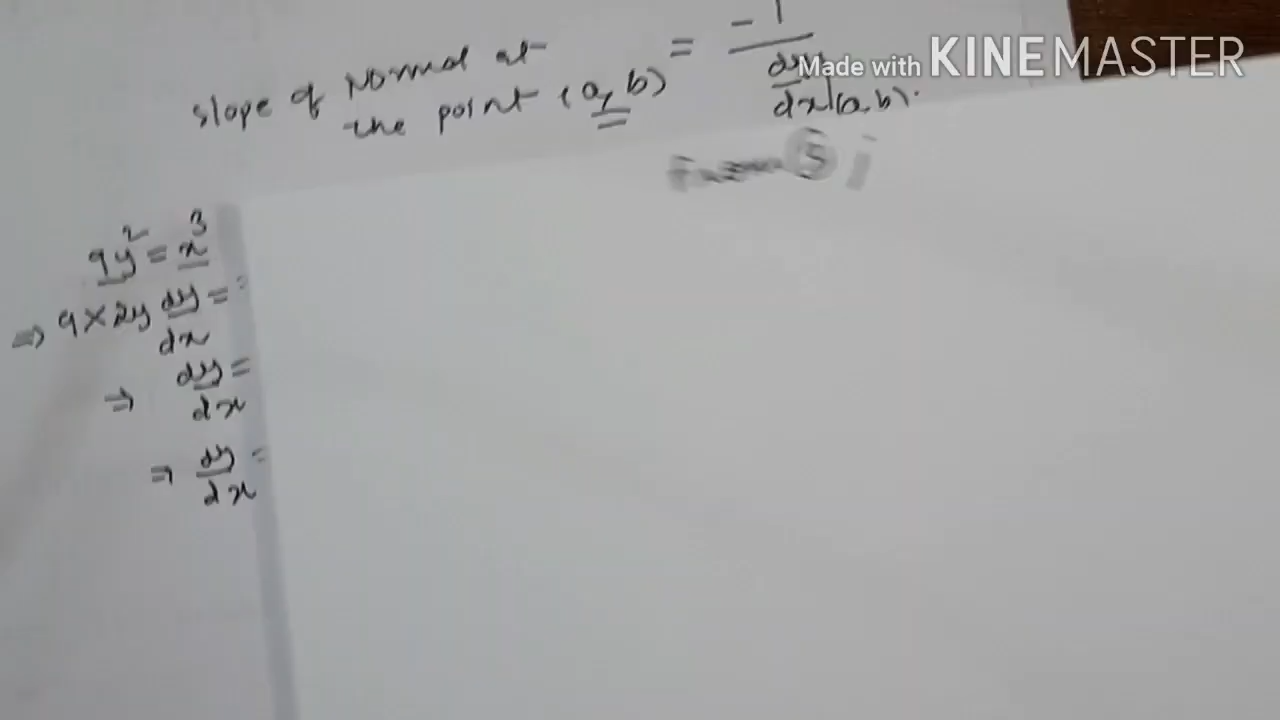 Made with KINEMASTER
slope of Normal at the point (a, b) = -1 / dy/dx|(a,b).
9y² = x³
⇒ 9 × 2y dy/dx =
⇒ dy/dx =
⇒ dy/dx =